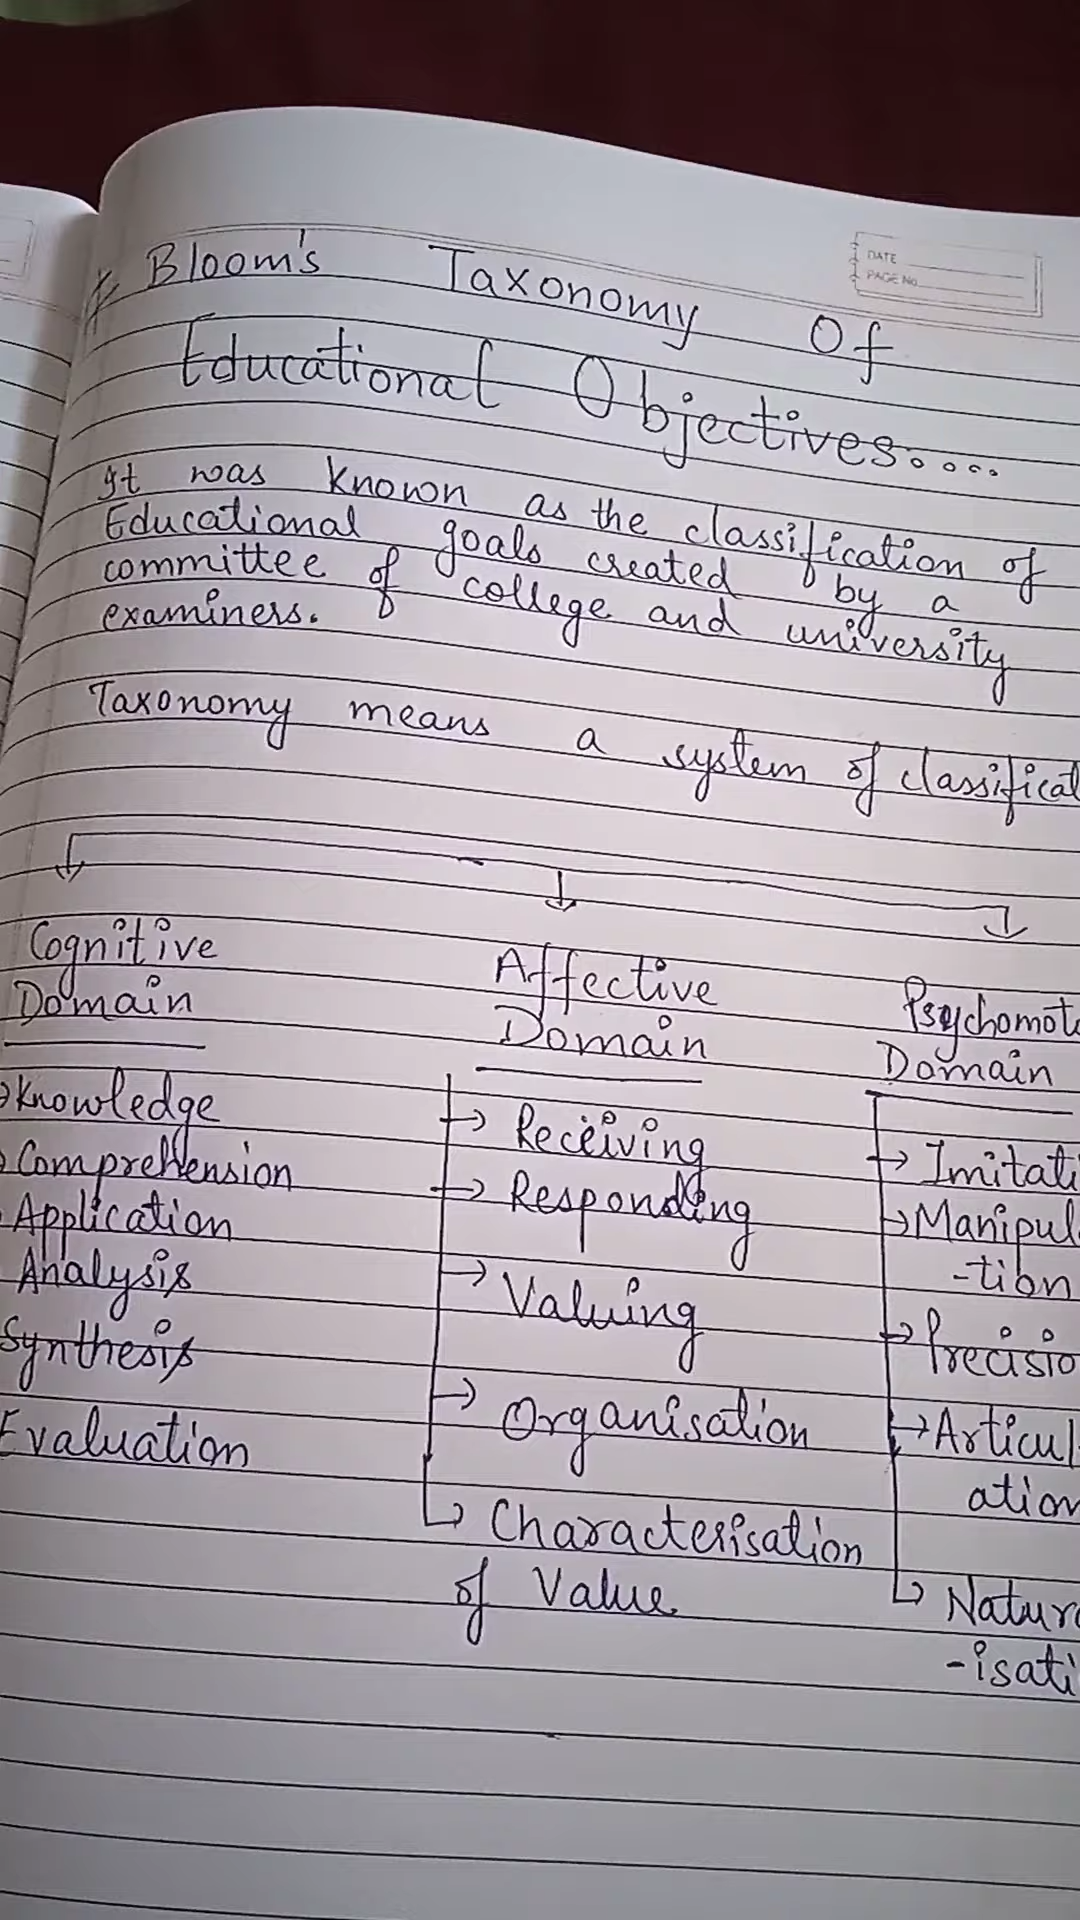 DATE
PAGE No.
* Bloom's Taxonomy Of
Educational Objectives....
It was known as the classification of
Educational goals created by a
committee of college and university
examiners.
Taxonomy means a system of classificat
Cognitive
Domain
→Knowledge
Comprehension
Application
Analysis
Synthesis
Evaluation
Affective
Domain
→ Receiving
→ Responding
→ Valuing
→ Organisation
↳ Characterisation
of Value
Psychomot
Domain
→ Imitati
→ Manipul
-tion
→ Precisio
→ Articul
ation
↳ Natur
-isati